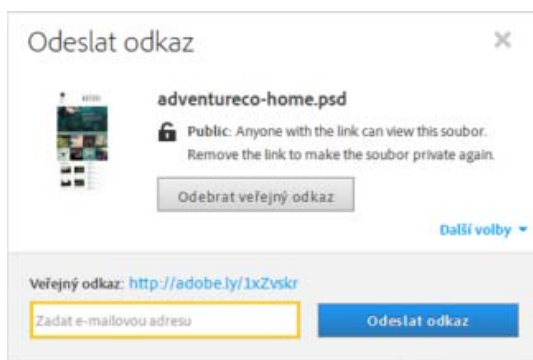 Odeslat odkaz
adventureco-home.psd
Public: Anyone with the link can view this soubor.
Remove the link to make the soubor private again.
Odebrat veřejný odkaz
Další volby
Veřejný odkaz: http://adobe.ly/1xZvskr
Zadat e-mailovou adresu
Odeslat odkaz